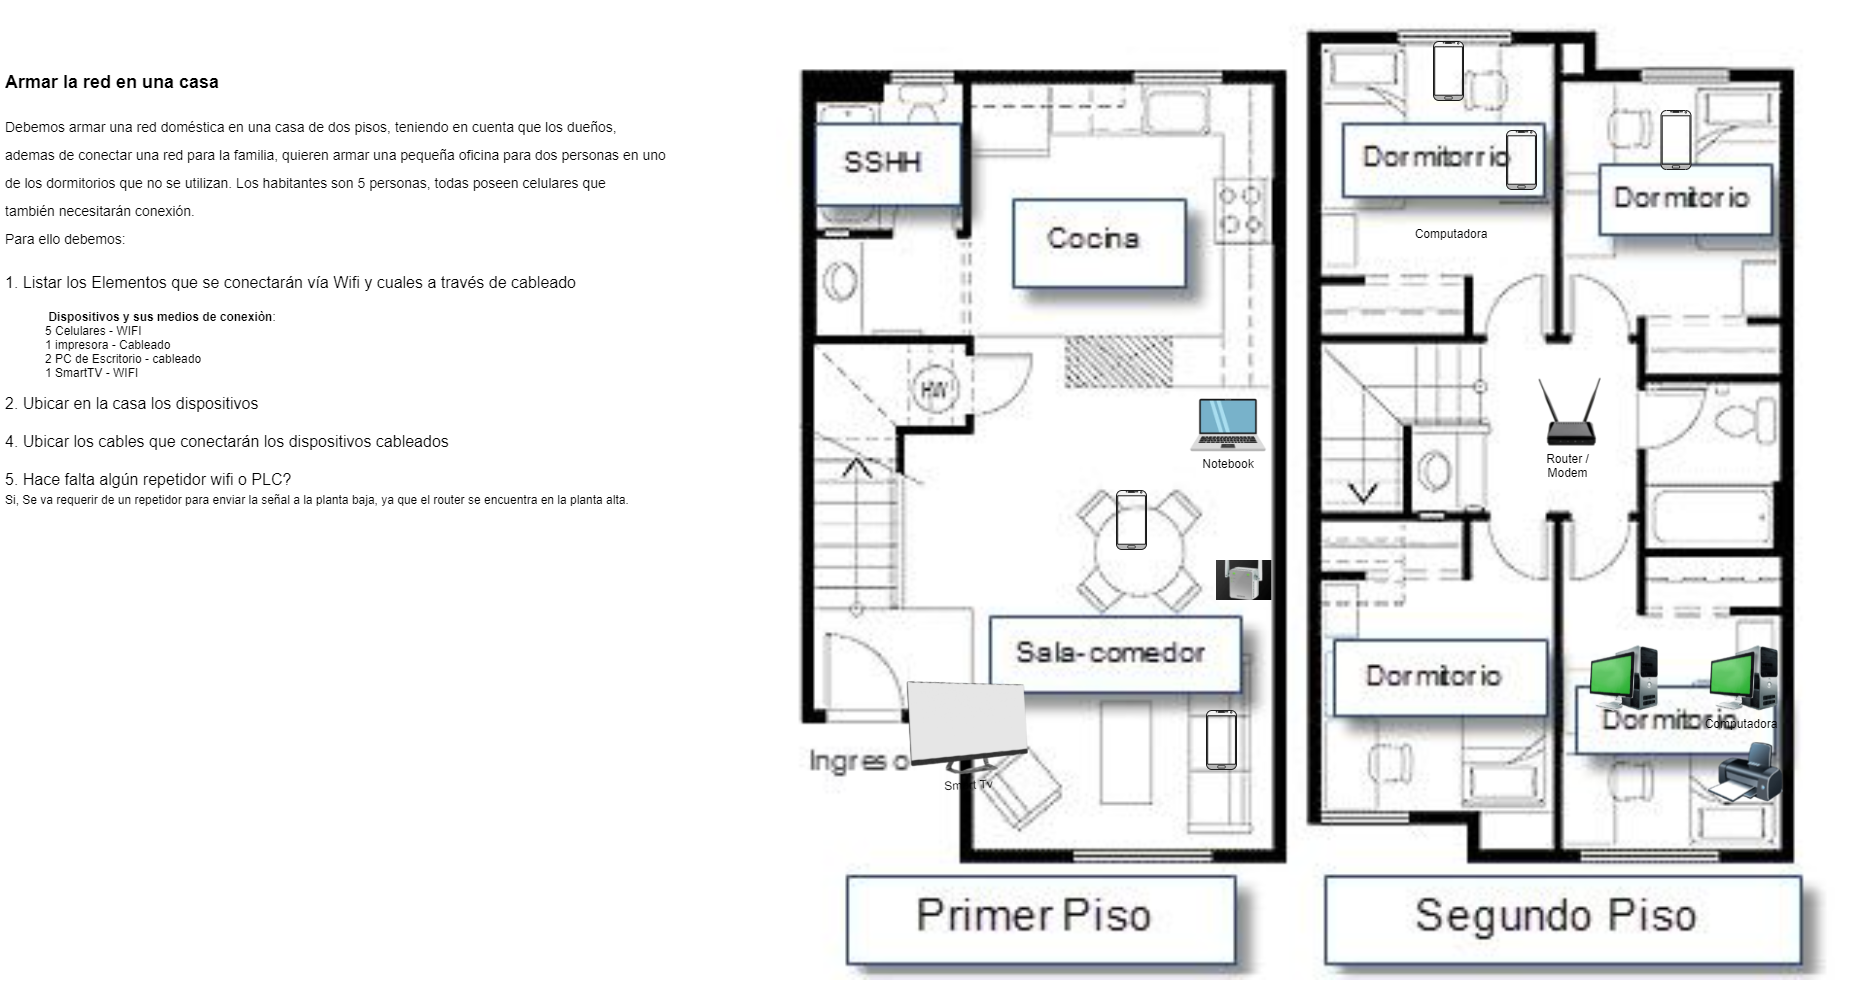 Armar la red en una casa
Debemos armar una red doméstica en una casa de dos pisos, teniendo en cuenta que los dueños,
ademas de conectar una red para la familia, quieren armar una pequeña oficina para dos personas en uno
de los dormitorios que no se utilizan. Los habitantes son 5 personas, todas poseen celulares que
también necesitarán conexión.
Para ello debemos:
1. Listar los Elementos que se conectarán vía Wifi y cuales a través de cableado
Dispositivos y sus medios de conexiòn:
5 Celulares - WIFI
1 impresora - Cableado
2 PC de Escritorio - cableado
1 SmartTV - WIFI
2. Ubicar en la casa los dispositivos
4. Ubicar los cables que conectarán los dispositivos cableados
5. Hace falta algún repetidor wifi o PLC?
Si, Se va requerir de un repetidor para enviar la señal a la planta baja, ya que el router se encuentra en la planta alta.
SSHH
Cocina
HW
Notebook
Sala-comedor
Ingreso
Smart Tv
Primer Piso
Dormitorrio
Dormitorio
Computadora
Router /
Modem
Dormitorio
Dormitorio
Computadora
Segundo Piso